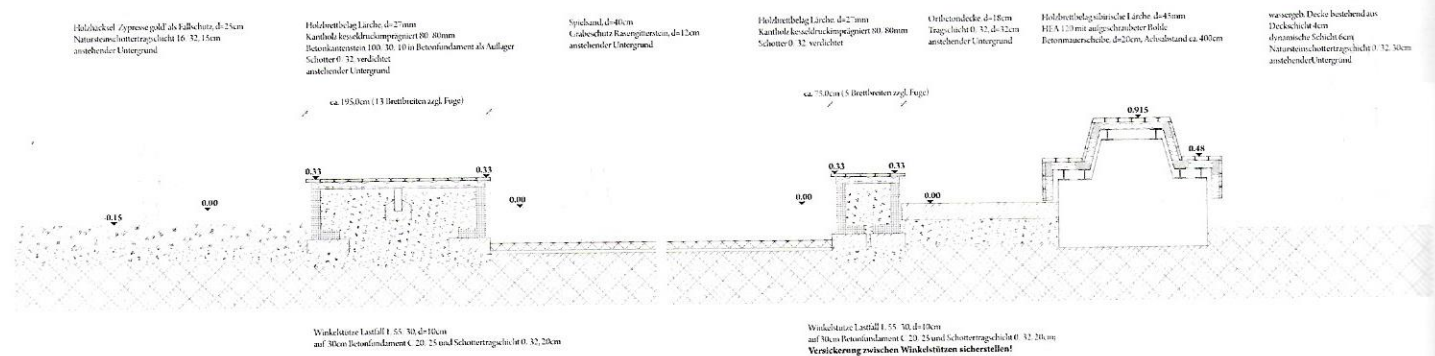 Holzhäcksel 'Zypresse gold' als Fallschutz, d=25cm
Natursteinschottertragschicht 16/32, 15cm
anstehender Untergrund
Holzbrettbelag Lärche, d=27mm
Kantholz kesseldruckimprägniert 80/80mm
Betonkantenstein 100/30/10 in Betonfundament als Auflager
Schotter 0/32 verdichtet
anstehender Untergrund
Spielsand, d=40cm
Grabeschutz Rasengitterstein, d=12cm
anstehender Untergrund
Holzbrettbelag Lärche, d=27mm
Kantholz kesseldruckimprägniert 80/80mm
Schotter 0/32 verdichtet
Ortbetondecke, d=18cm
Tragschicht 0/32, d=32cm
anstehender Untergrund
Holzbrettbelag sibirische Lärche, d=45mm
HEA 120 mit aufgeschraubter Bohle
Betonmauerscheibe, d=20cm, Achsabstand ca. 400cm
wassergeb. Decke bestehend aus
Deckschicht 4cm
dynamische Schicht 6cm
Natursteinschottertragschicht 0/32, 30cm
anstehender Untergrund
ca. 195.0cm (13 Brettbreiten zzgl. Fuge)
ca. 75.0cm (5 Brettbreiten zzgl. Fuge)
0.915
0.48
0.33
0.33
0.33
0.33
-0.15
0.00
0.00
0.00
0.00
Winkelstütze Lastfall 1, 55/30, d=10cm
auf 30cm Betonfundament C 20/25 und Schottertragschicht 0/32, 20cm
Winkelstütze Lastfall 1, 55/30, d=10cm
auf 30cm Betonfundament C 20/25 und Schottertragschicht 0/32, 20cm;
Versickerung zwischen Winkelstützen sicherstellen!